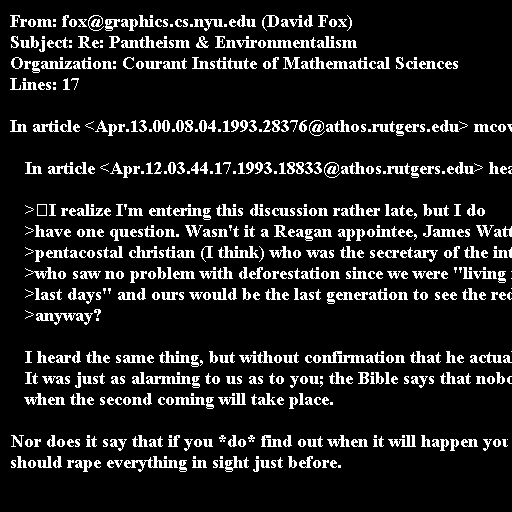 From: fox@graphics.cs.nyu.edu (David Fox)
Subject: Re: Pantheism & Environmentalism
Organization: Courant Institute of Mathematical Sciences
Lines: 17
In article <Apr.13.00.08.04.1993.28376@athos.rutgers.edu>
In article <Apr.12.03.44.17.1993.18833@athos.rutgers.edu>
>I realize I'm entering this discussion rather late, but I do
>have one question. Wasn't it a Reagan appointee, James Watt
>pentacostal christian (I think) who was the secretary of the
>who saw no problem with deforestation since we were "living
>last days" and ours would be the last generation to see the
>anyway?
I heard the same thing, but without confirmation that he
It was just as alarming to us as to you; the Bible says that
when the second coming will take place.
Nor does it say that if you *do* find out when it will happen you
should rape everything in sight just before.